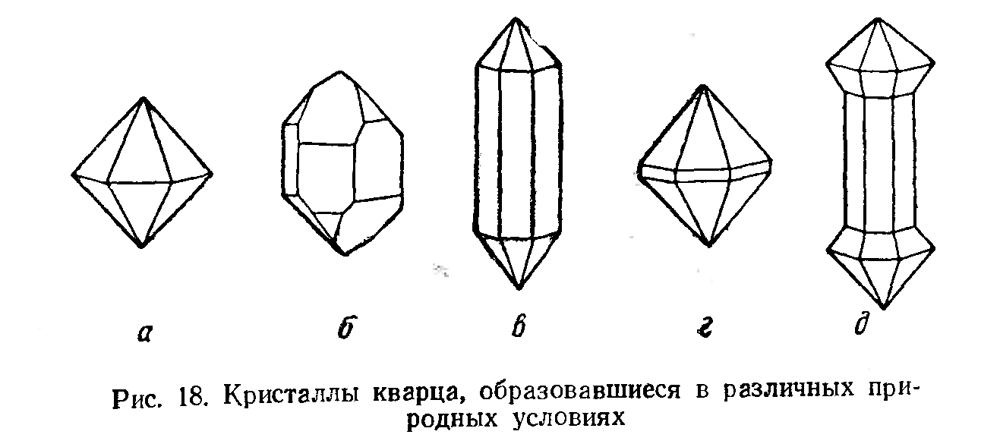 а б в г д
Рис. 18. Кристаллы кварца, образовавшиеся в различных при-
родных условиях